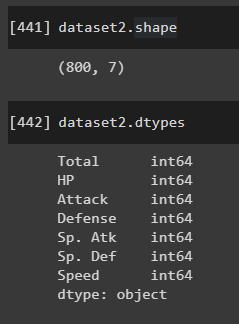 [441] dataset2.shape
(800, 7)
[442] dataset2.dtypes
Total int64
HP int64
Attack int64
Defense int64
Sp. Atk int64
Sp. Def int64
Speed int64
dtype: object